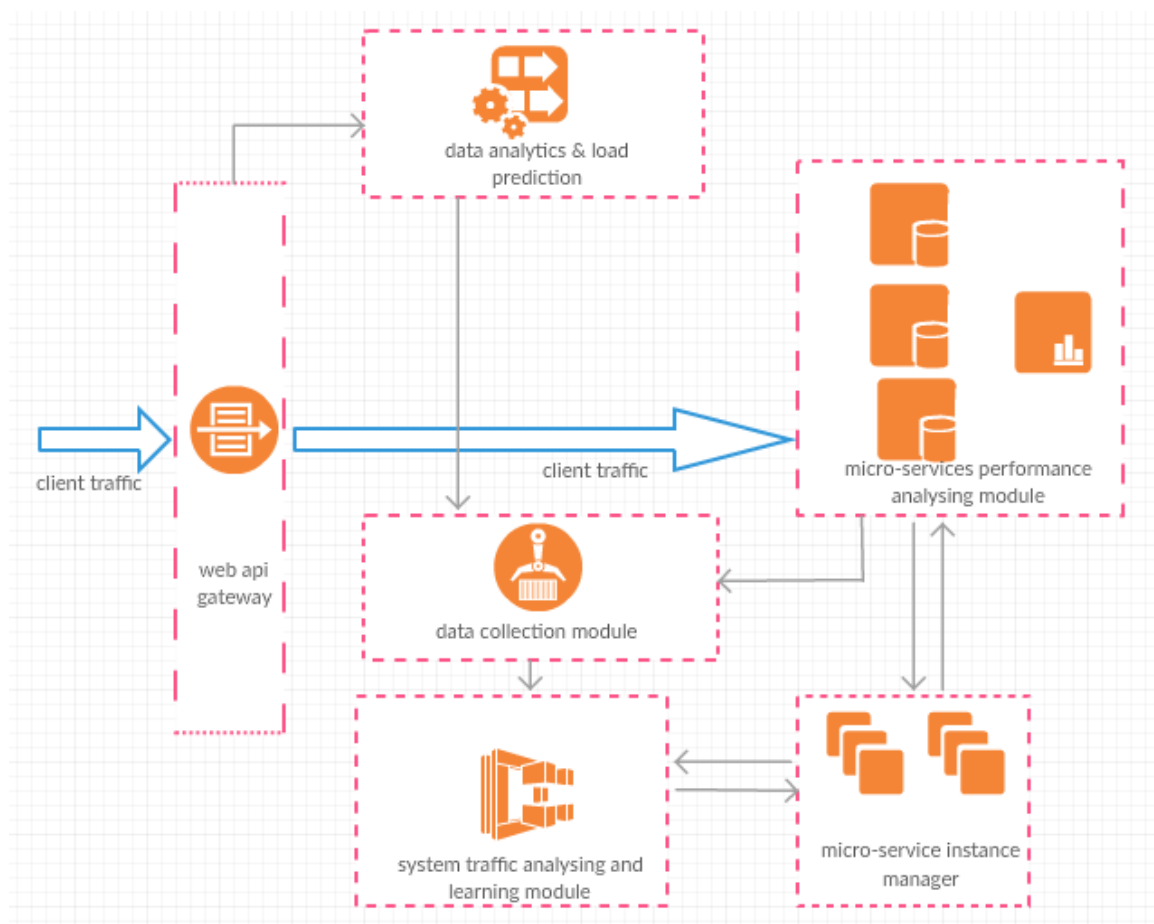 data analytics & load
prediction
client traffic
web api
gateway
client traffic
micro-services performance
analysing module
data collection module
system traffic analysing and
learning module
micro-service instance
manager